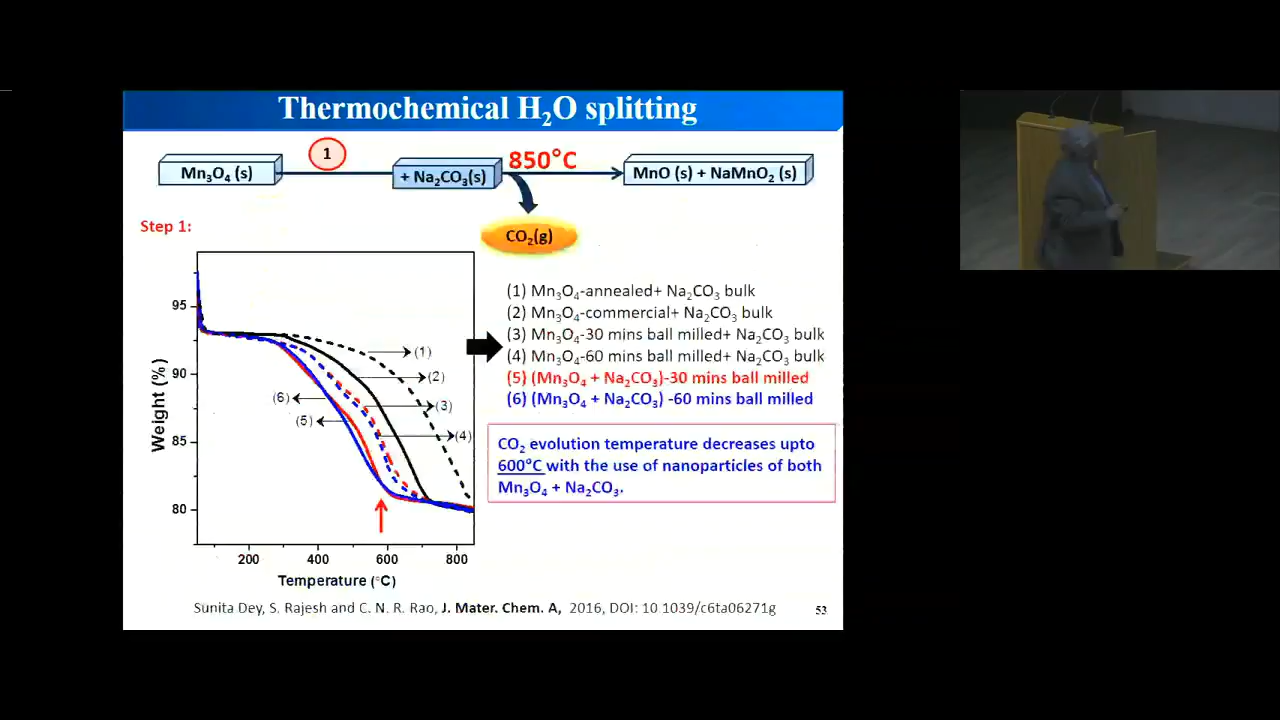 Thermochemical H₂O splitting
1
850°C
Mn₃O₄ (s)
+ Na₂CO₃(s)
MnO (s) + NaMnO₂ (s)
Step 1:
CO₂(g)
(1) Mn₃O₄-annealed+ Na₂CO₃ bulk
(2) Mn₃O₄-commercial+ Na₂CO₃ bulk
(3) Mn₃O₄-30 mins ball milled+ Na₂CO₃ bulk
(4) Mn₃O₄-60 mins ball milled+ Na₂CO₃ bulk
(5) (Mn₃O₄ + Na₂CO₃)-30 mins ball milled
(6) (Mn₃O₄ + Na₂CO₃) -60 mins ball milled
CO₂ evolution temperature decreases upto
600°C with the use of nanoparticles of both
Mn₃O₄ + Na₂CO₃.
Weight (%)
95
90
85
80
(1)
(2)
(6)
(3)
(5)
(4)
200 400 600 800
Temperature (°C)
Sunita Dey, S. Rajesh and C. N. R. Rao, J. Mater. Chem. A, 2016, DOI: 10.1039/c6ta06271g
53